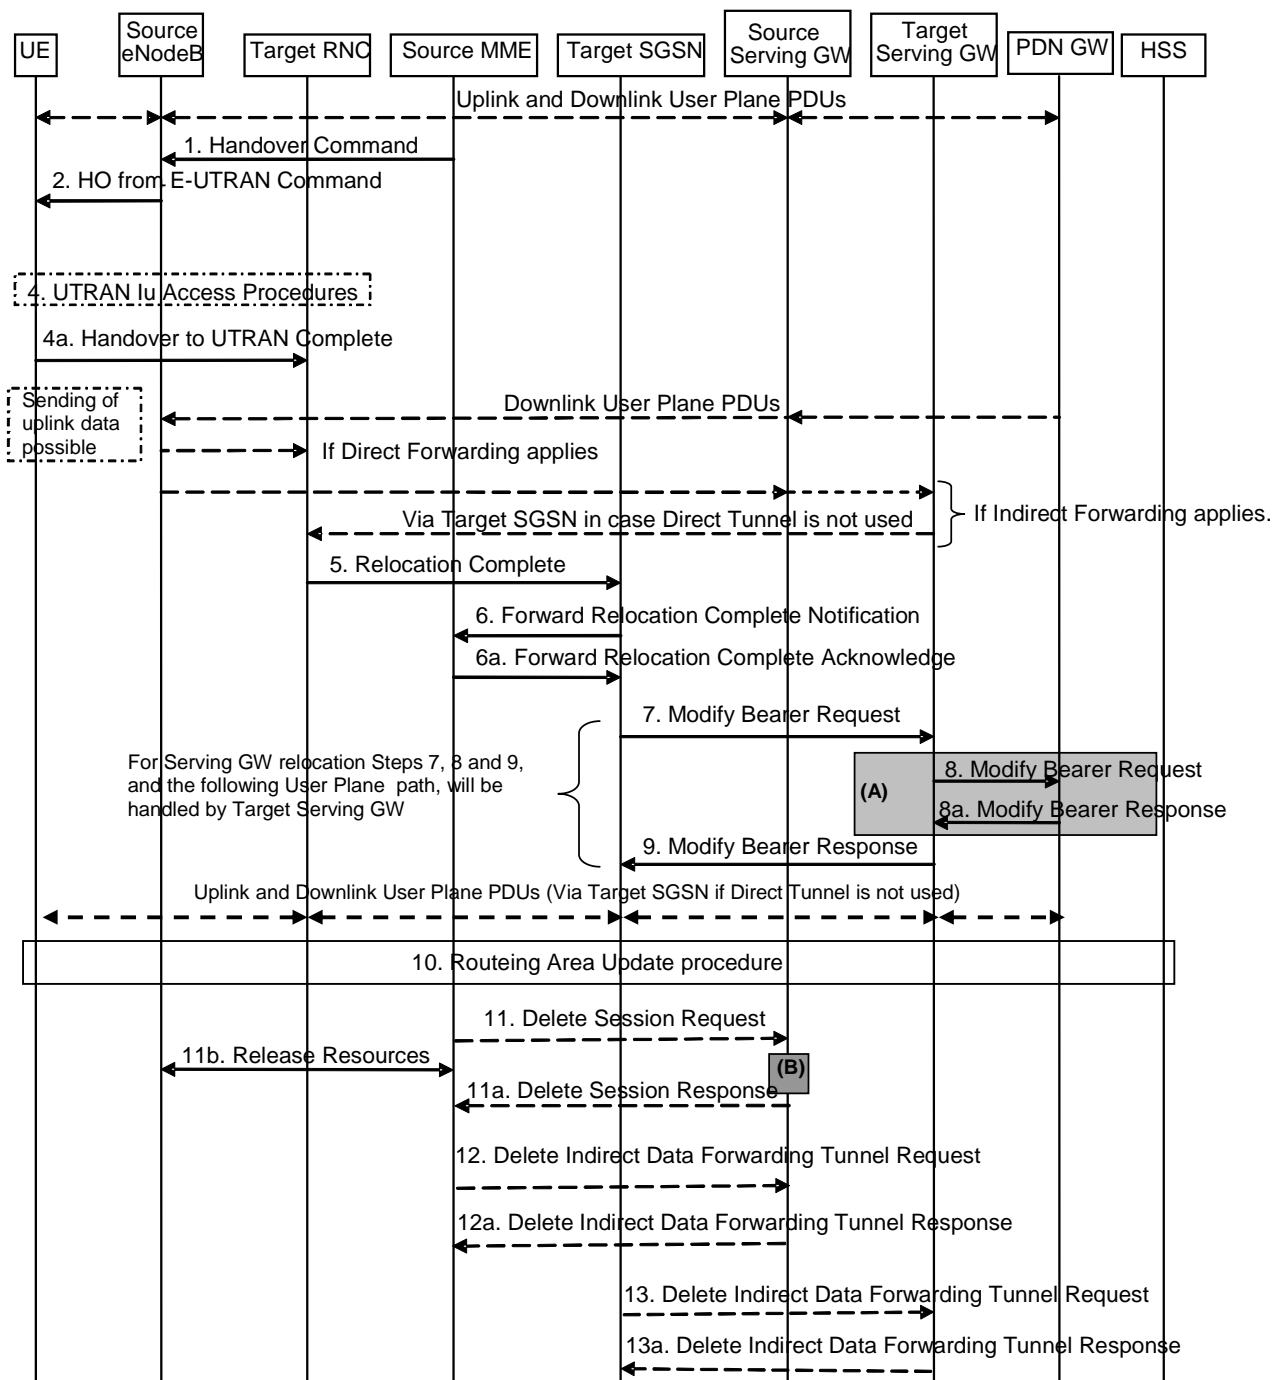 UE
Source
eNodeB
Target RNC
Source MME
Target SGSN
Source
Serving GW
Target
Serving GW
PDN GW
HSS
Uplink and Downlink User Plane PDUs
1. Handover Command
2. HO from E-UTRAN Command
4. UTRAN Iu Access Procedures
4a. Handover to UTRAN Complete
Sending of
uplink data
possible
Downlink User Plane PDUs
If Direct Forwarding applies
Via Target SGSN in case Direct Tunnel is not used
If Indirect Forwarding applies.
5. Relocation Complete
6. Forward Relocation Complete Notification
6a. Forward Relocation Complete Acknowledge
7. Modify Bearer Request
For Serving GW relocation Steps 7, 8 and 9,
and the following User Plane path, will be
handled by Target Serving GW
(A)
8. Modify Bearer Request
8a. Modify Bearer Response
9. Modify Bearer Response
Uplink and Downlink User Plane PDUs (Via Target SGSN if Direct Tunnel is not used)
10. Routeing Area Update procedure
11. Delete Session Request
11b. Release Resources
(B)
11a. Delete Session Response
12. Delete Indirect Data Forwarding Tunnel Request
12a. Delete Indirect Data Forwarding Tunnel Response
13. Delete Indirect Data Forwarding Tunnel Request
13a. Delete Indirect Data Forwarding Tunnel Response